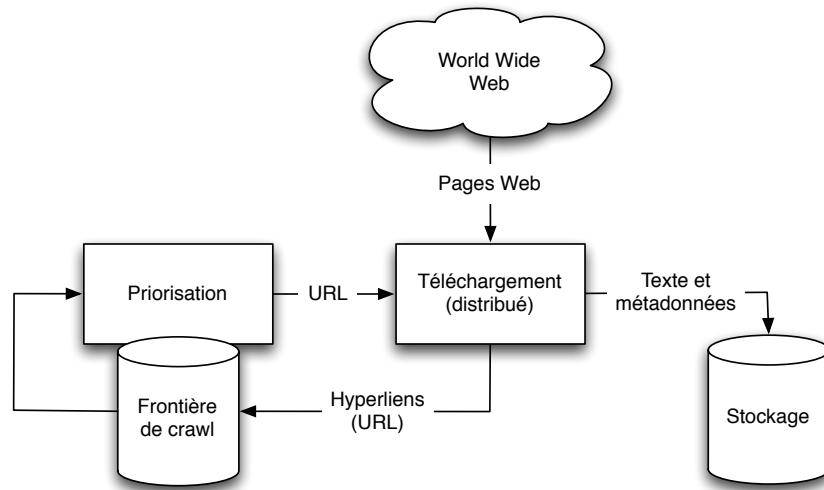 World Wide
Web
Pages Web
Priorisation
URL
Téléchargement
(distribué)
Texte et
métadonnées
Frontière
de crawl
Hyperliens
(URL)
Stockage